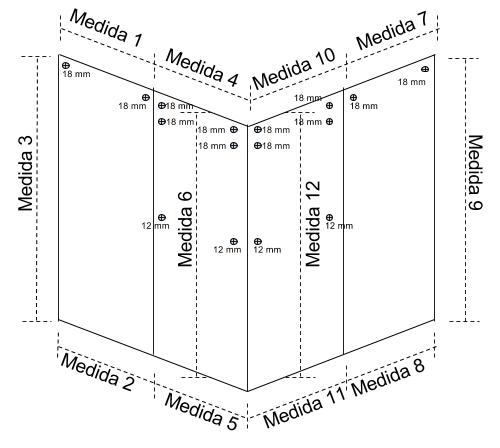 Medida 1
Medida 4
Medida 10
Medida 7
18 mm
18 mm
18 mm
18 mm
18 mm
18 mm
18 mm
18 mm
18 mm
18 mm
18 mm
18 mm
Medida 3
Medida 6
Medida 12
Medida 9
12 mm
12 mm
12 mm
12 mm
Medida 2
Medida 5
Medida 11
Medida 8